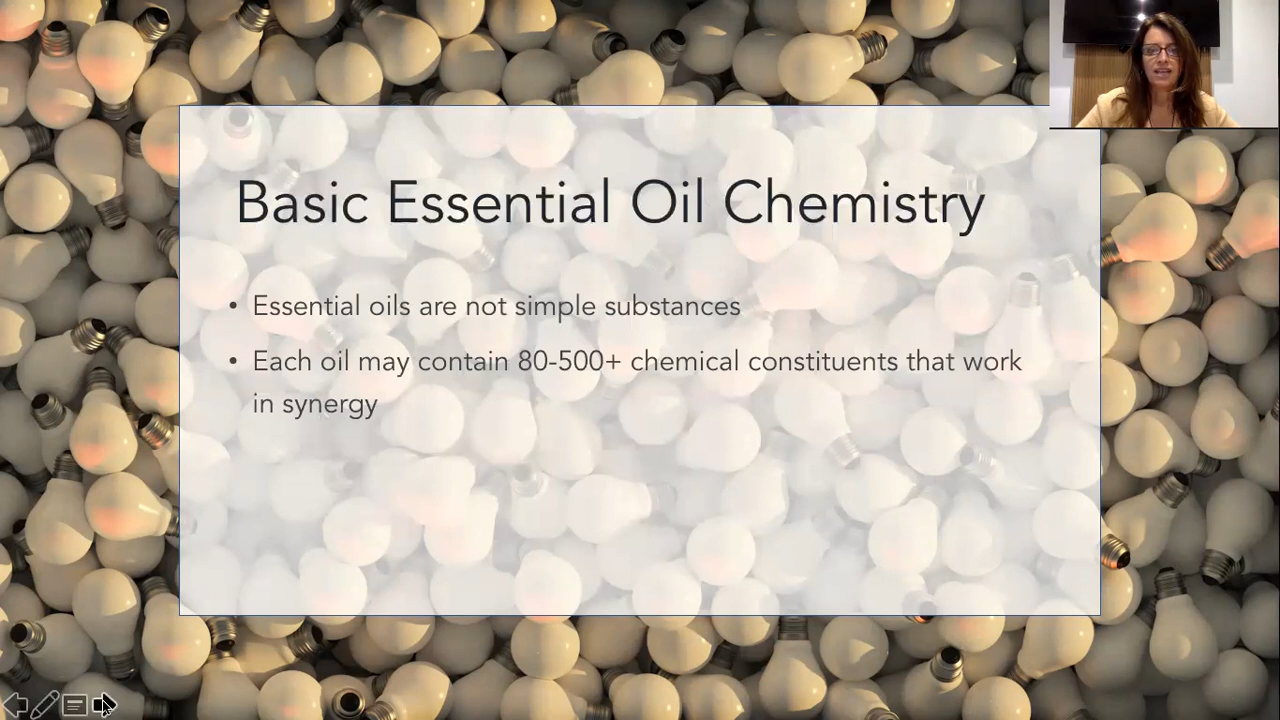 Basic Essential Oil Chemistry
• Essential oils are not simple substances
• Each oil may contain 80-500+ chemical constituents that work
in synergy